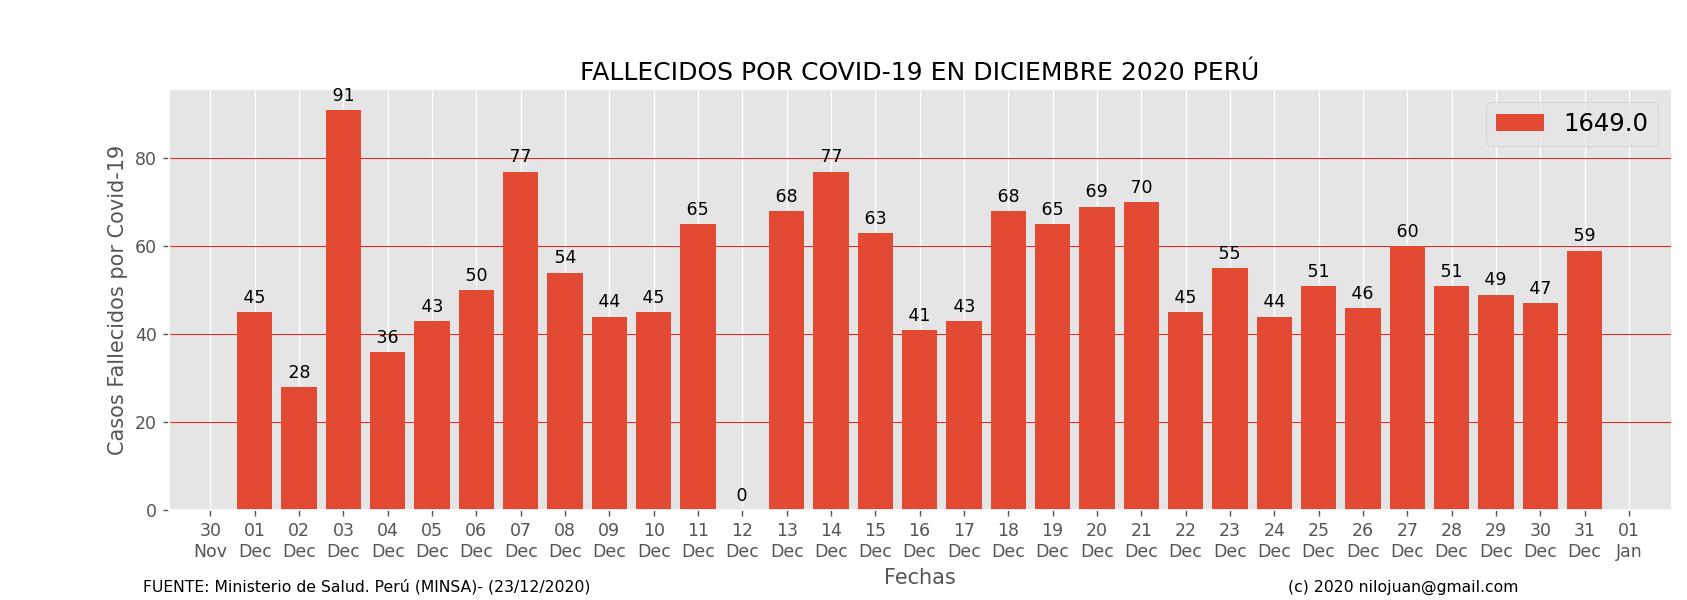 FALLECIDOS POR COVID-19 EN DICIEMBRE 2020 PERÚ
1649.0
Casos Fallecidos por Covid-19
80
60
40
20
0
45 28 91 36 43 50 77 54 44 45 65 0 68 77 63 41 43 68 65 69 70 45 55 44 51 46 60 51 49 47 59
30 01 02 03 04 05 06 07 08 09 10 11 12 13 14 15 16 17 18 19 20 21 22 23 24 25 26 27 28 29 30 31 01
Nov Dec Dec Dec Dec Dec Dec Dec Dec Dec Dec Dec Dec Dec Dec Dec Dec Dec Dec Dec Dec Dec Dec Dec Dec Dec Dec Dec Dec Dec Dec Dec Jan
Fechas
FUENTE: Ministerio de Salud. Perú (MINSA)- (23/12/2020)
(c) 2020 nilojuan@gmail.com